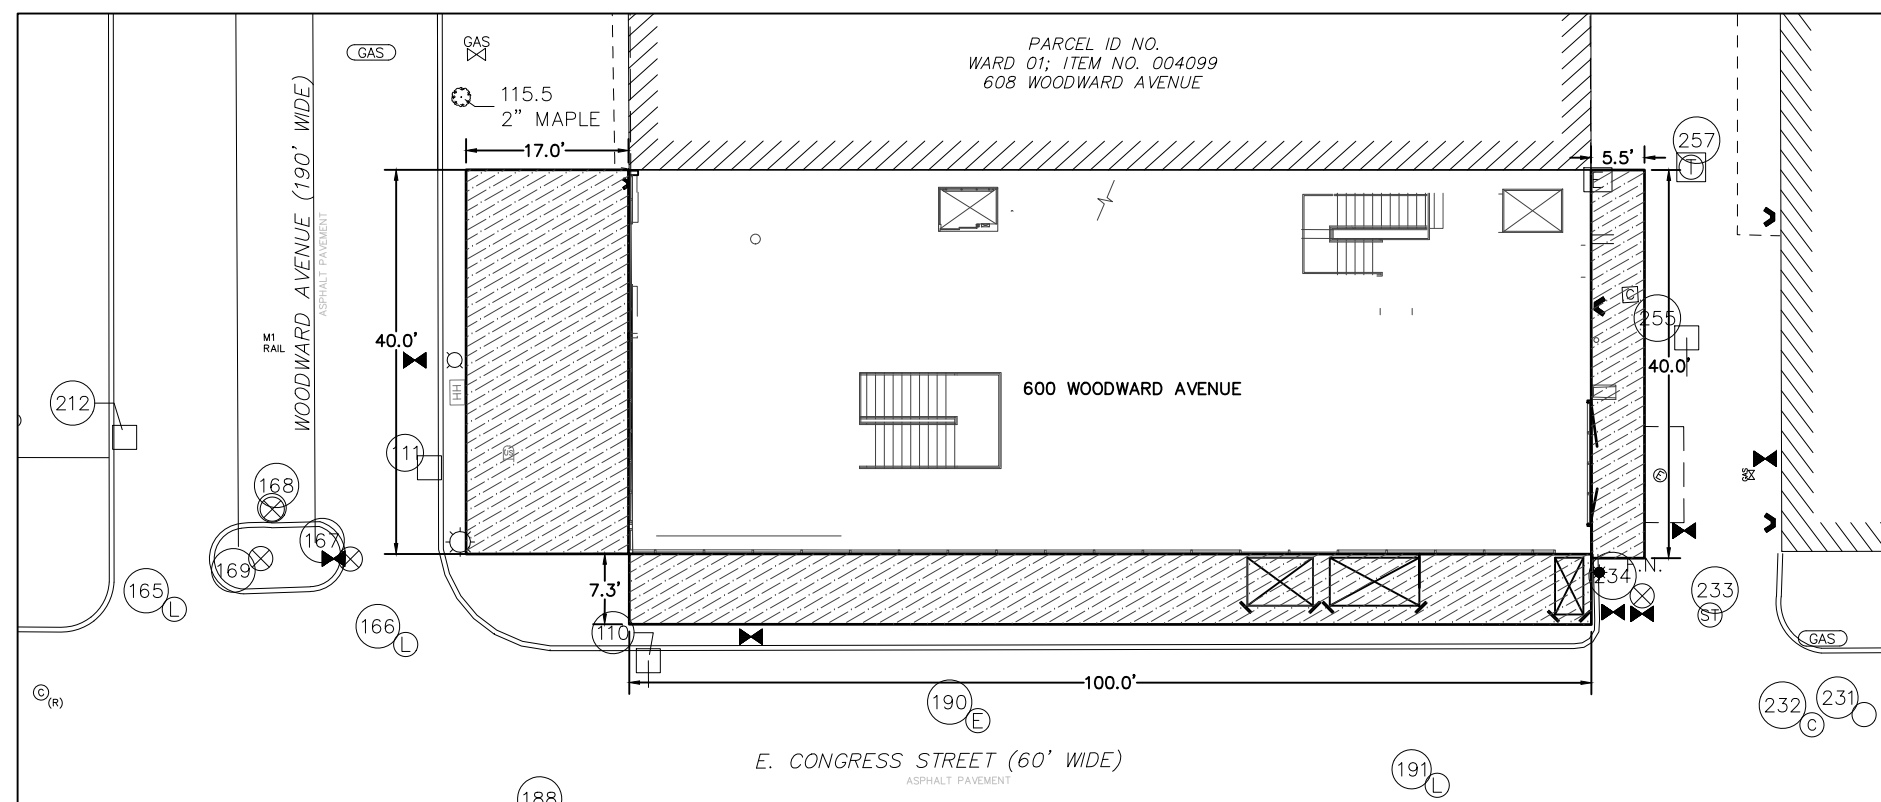 PARCEL ID NO.
WARD 01; ITEM NO. 004099
608 WOODWARD AVENUE
GAS
GAS
115.5
2" MAPLE
17.0'
5.5'
257
T
WOODWARD AVENUE (190' WIDE)
ASPHALT PAVEMENT
M1
RAIL
40.0'
HH
C
255
40.0'
600 WOODWARD AVENUE
212
111
US
E
GAS
168
167
169
165
L
166
L
7.3'
110
234
.N.
233
ST
GAS
100.0'
C
(R)
190
E
232
C
231
E. CONGRESS STREET (60' WIDE)
ASPHALT PAVEMENT
191
L
188